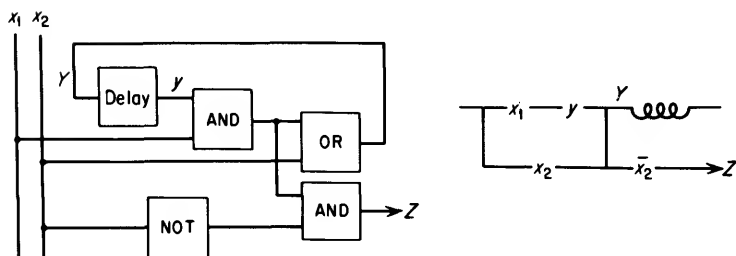 x₁ x₂
Y
Delay
y
AND
OR
AND
Z
NOT
x₁ y Y
x₂ x̄₂ Z